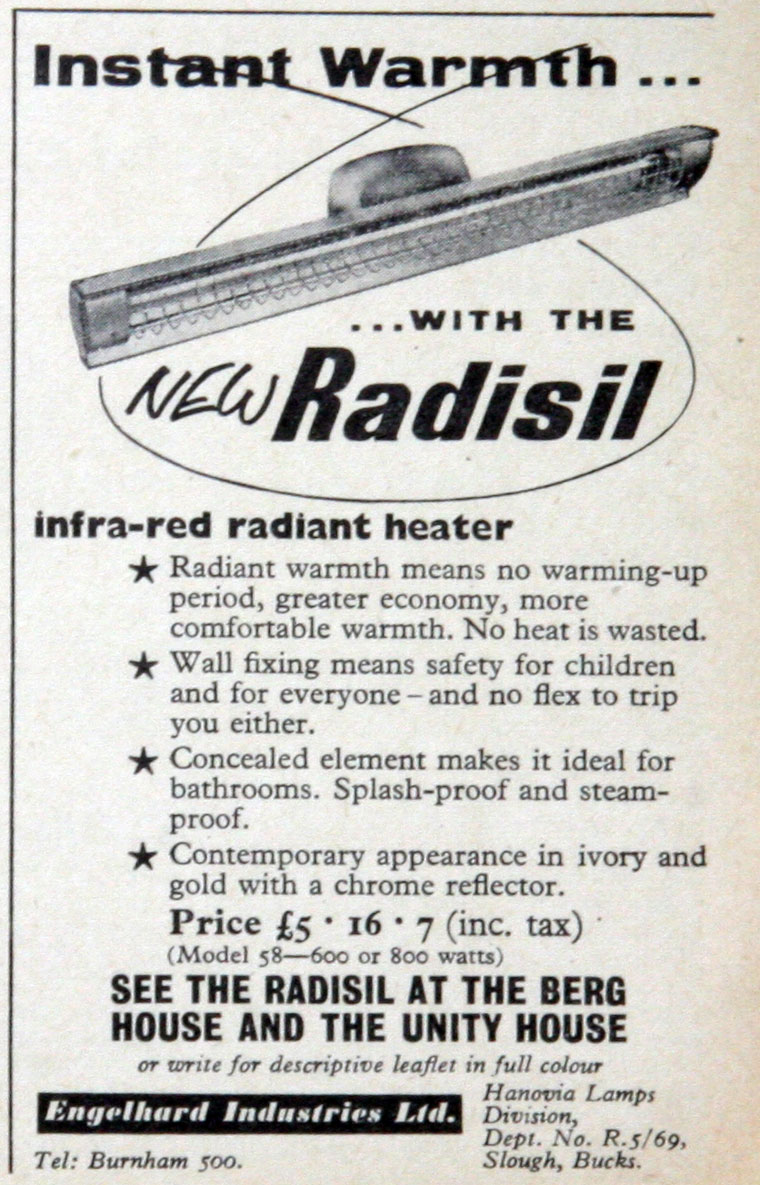 Instant Warmth ...
...WITH THE
NEW Radisil
infra-red radiant heater
★ Radiant warmth means no warming-up
period, greater economy, more
comfortable warmth. No heat is wasted.
★ Wall fixing means safety for children
and for everyone – and no flex to trip
you either.
★ Concealed element makes it ideal for
bathrooms. Splash-proof and steam-
proof.
★ Contemporary appearance in ivory and
gold with a chrome reflector.
Price £5 · 16 · 7 (inc. tax)
(Model 58—600 or 800 watts)
SEE THE RADISIL AT THE BERG
HOUSE AND THE UNITY HOUSE
or write for descriptive leaflet in full colour
Engelhard Industries Ltd.
Tel: Burnham 500.
Hanovia Lamps
Division,
Dept. No. R.5/69,
Slough, Bucks.